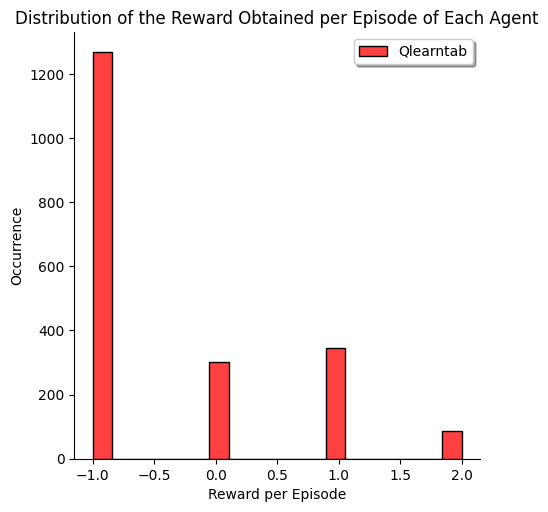 Distribution of the Reward Obtained per Episode of Each Agent
Qlearntab
1200
1000
800
600
400
200
0
Occurrence
−1.0 −0.5 0.0 0.5 1.0 1.5 2.0
Reward per Episode